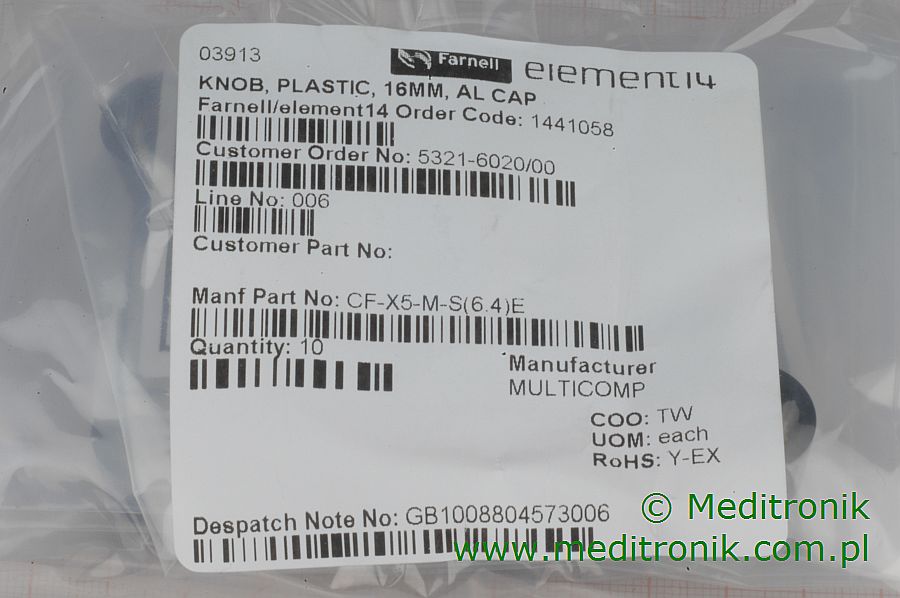 03913
Farnell element14
KNOB, PLASTIC, 16MM, AL CAP
Farnell/element14 Order Code: 1441058
Customer Order No: 5321-6020/00
Line No: 006
Customer Part No:
Manf Part No: CF-X5-M-S(6.4)E
Quantity: 10
Manufacturer
MULTICOMP
COO: TW
UOM: each
RoHS: Y-EX
Despatch Note No: GB1008804573006
© Meditronik
www.meditronik.com.pl